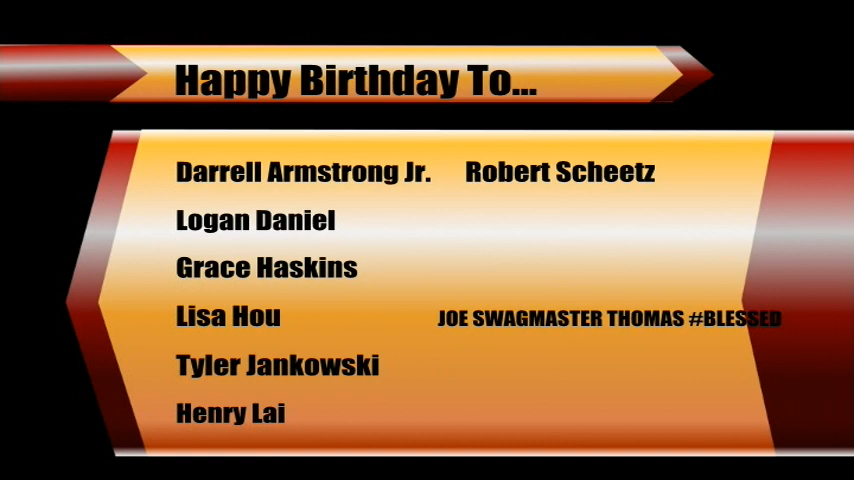 Happy Birthday To...
Darrell Armstrong Jr.
Logan Daniel
Grace Haskins
Lisa Hou
Tyler Jankowski
Henry Lai
Robert Scheetz
JOE SWAGMASTER THOMAS #BLESSED